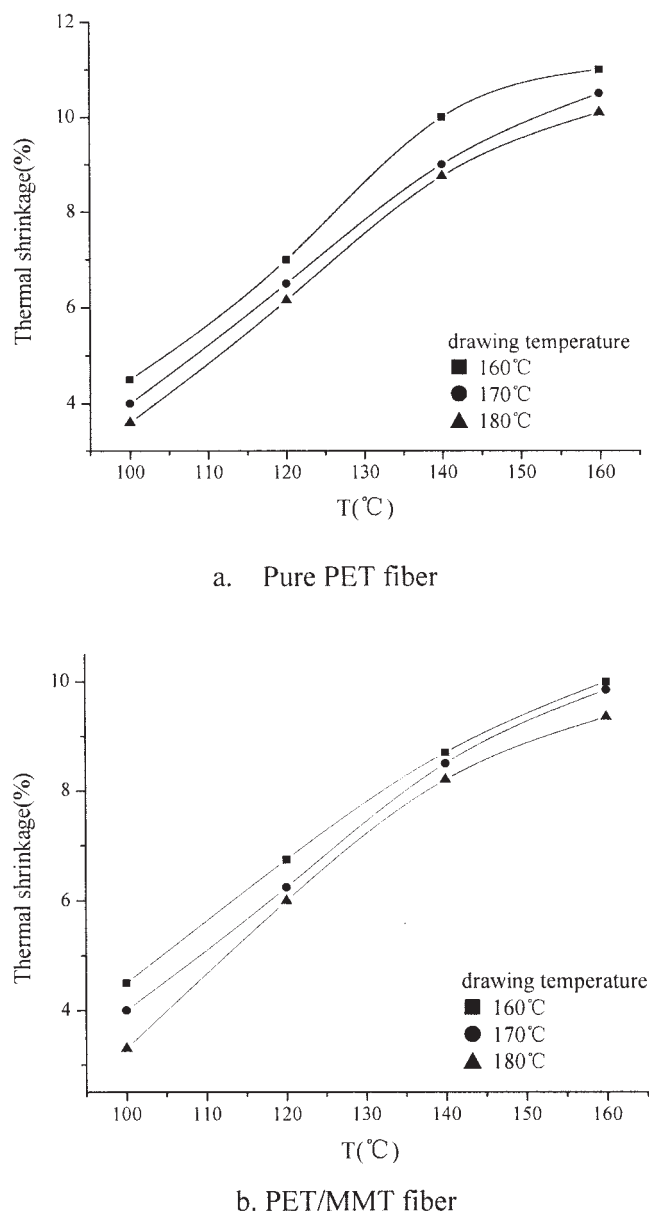 12
10
8
6
4
Thermal shrinkage(%)
drawing temperature
160℃
170℃
180℃
100 110 120 130 140 150 160
T(℃)
a. Pure PET fiber
10
8
6
4
Thermal shrinkage(%)
drawing temperature
160℃
170℃
180℃
100 110 120 130 140 150 160
T(℃)
b. PET/MMT fiber